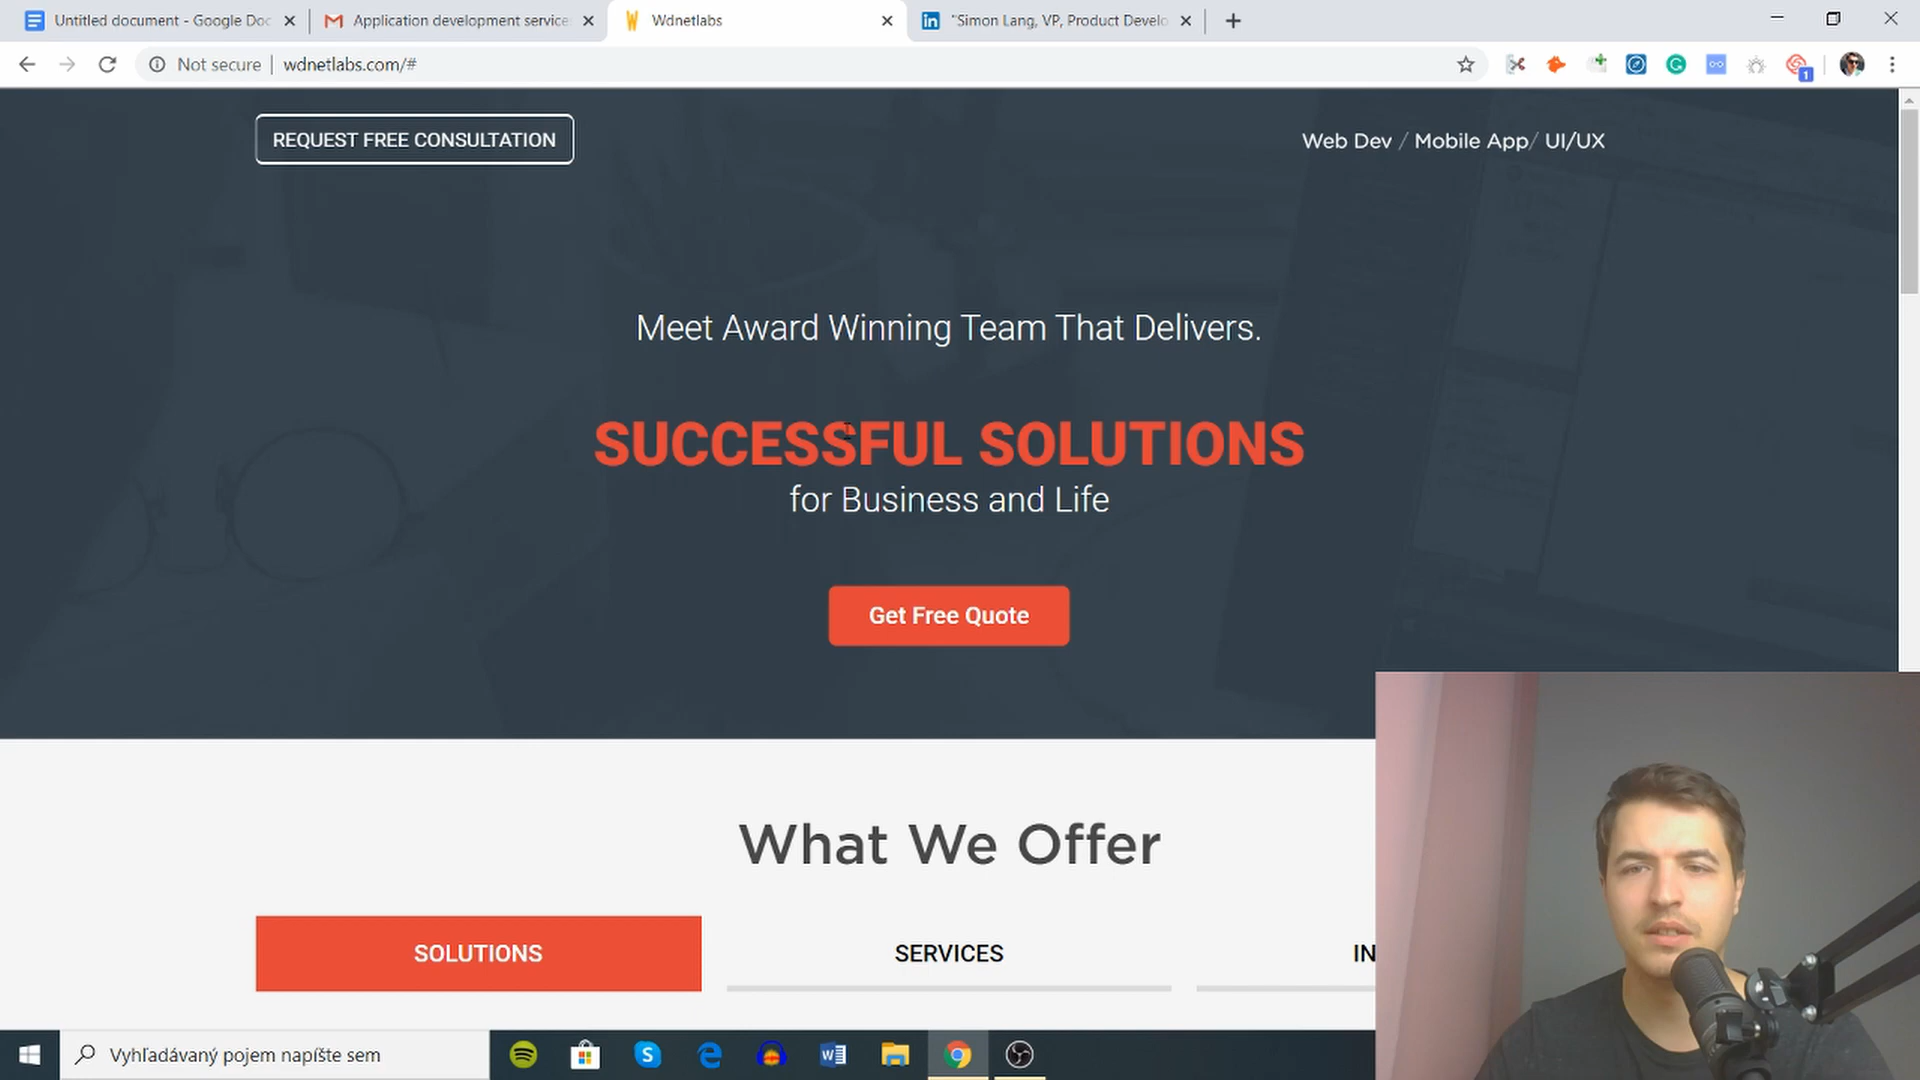 Untitled document - Google Doc
Application development service
Wdnetlabs
"Simon Lang, VP, Product Develo
Not secure
wdnetlabs.com/#
1
REQUEST FREE CONSULTATION
Web Dev / Mobile App/ UI/UX
Meet Award Winning Team That Delivers.
SUCCESSFUL SOLUTIONS
for Business and Life
Get Free Quote
What We Offer
SOLUTIONS
SERVICES
IN
Vyhľadávaný pojem napíšte sem